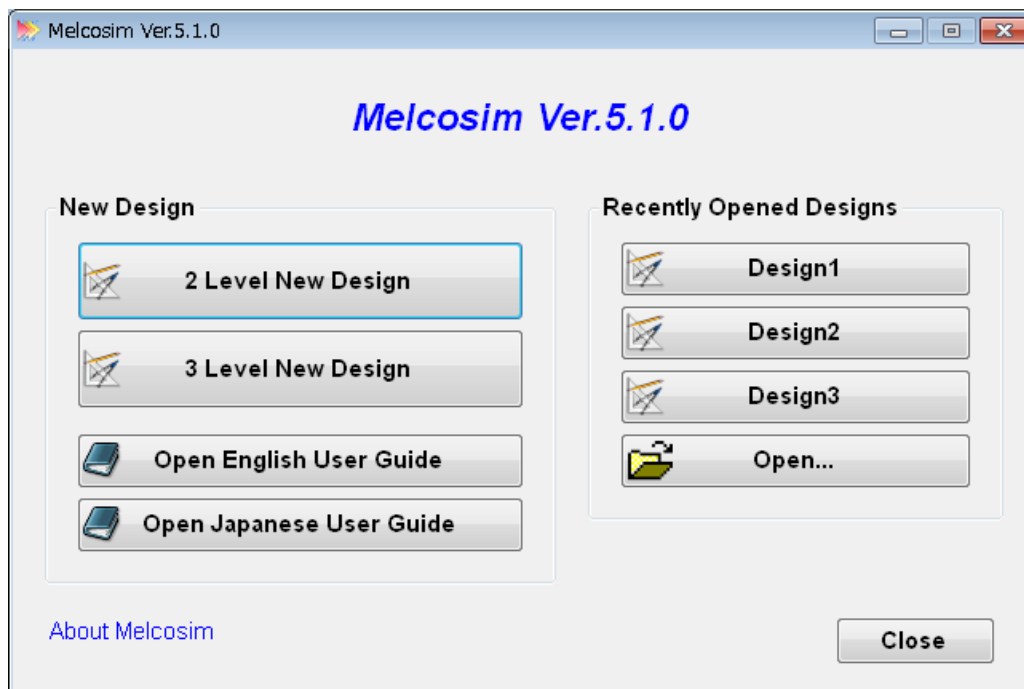 Melcosim Ver.5.1.0
Melcosim Ver.5.1.0
New Design
2 Level New Design
3 Level New Design
Open English User Guide
Open Japanese User Guide
Recently Opened Designs
Design1
Design2
Design3
Open...
About Melcosim
Close